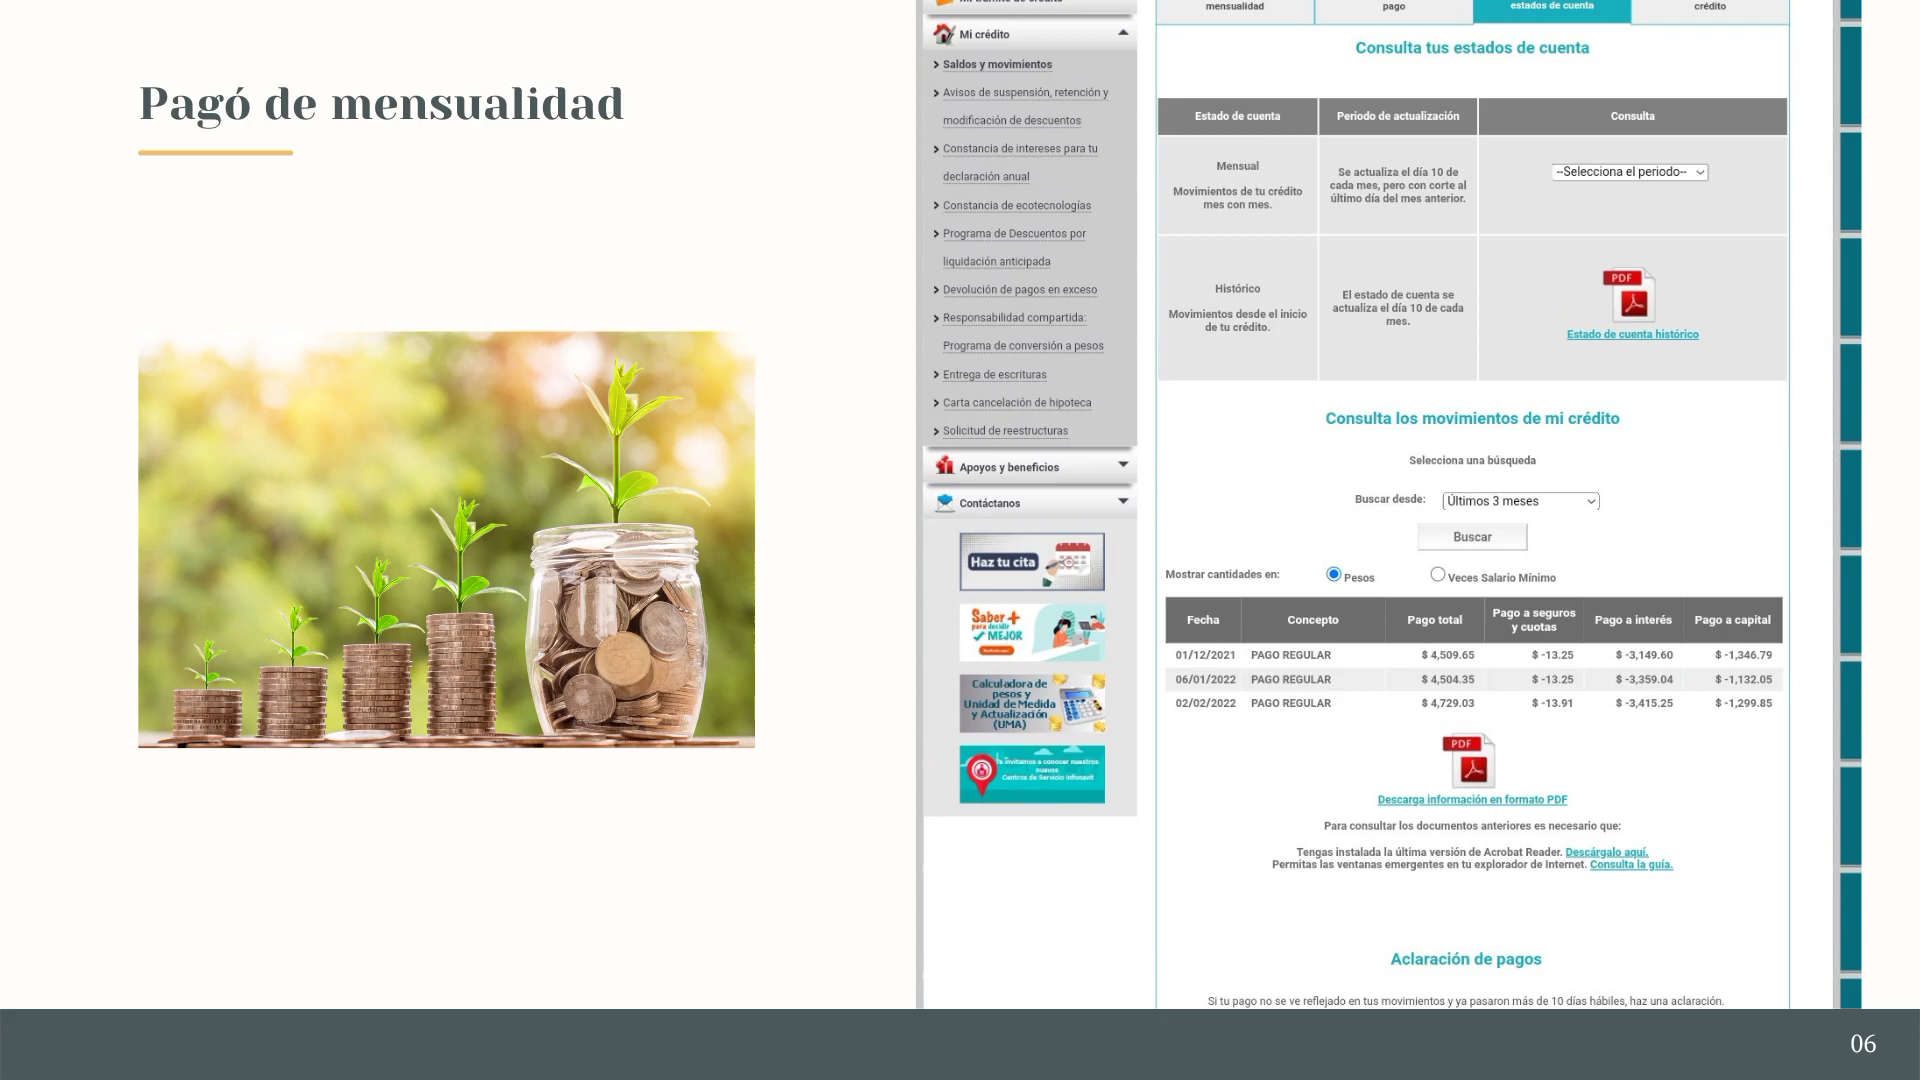 Pagó de mensualidad
Mi crédito
Saldos y movimientos
Avisos de suspensión, retención y
modificación de descuentos
Constancia de intereses para tu
declaración anual
Constancia de ecotecnologías
Programa de Descuentos por
liquidación anticipada
Devolución de pagos en exceso
Responsabilidad compartida:
Programa de conversión a pesos
Entrega de escrituras
Carta cancelación de hipoteca
Solicitud de reestructuras
Apoyos y beneficios
Contáctanos
Haz tu cita
Saber +
para decidir
MEJOR
Calculadora de
pesos y
Unidad de Medida
y Actualización
(UMA)
Te invitamos a conocer nuestros
nuevos
Centros de Servicio Infonavit
mensualidad
pago
estados de cuenta
crédito
Consulta tus estados de cuenta
Estado de cuenta Periodo de actualización Consulta
Mensual
Movimientos de tu crédito
mes con mes.
Se actualiza el día 10 de
cada mes, pero con corte al
último día del mes anterior.
--Selecciona el periodo--
Histórico
Movimientos desde el inicio
de tu crédito.
El estado de cuenta se
actualiza el día 10 de cada
mes.
PDF
Estado de cuenta histórico
Consulta los movimientos de mi crédito
Selecciona una búsqueda
Buscar desde: Últimos 3 meses
Buscar
Mostrar cantidades en: Pesos Veces Salario Mínimo
Fecha Concepto Pago total Pago a seguros y cuotas Pago a interés Pago a capital
01/12/2021 PAGO REGULAR $ 4,509.65 $ -13.25 $ -3,149.60 $ -1,346.79
06/01/2022 PAGO REGULAR $ 4,504.35 $ -13.25 $ -3,359.04 $ -1,132.05
02/02/2022 PAGO REGULAR $ 4,729.03 $ -13.91 $ -3,415.25 $ -1,299.85
PDF
Descarga información en formato PDF
Para consultar los documentos anteriores es necesario que:
Tengas instalada la última versión de Acrobat Reader. Descárgalo aquí.
Permitas las ventanas emergentes en tu explorador de Internet. Consulta la guía.
Aclaración de pagos
Si tu pago no se ve reflejado en tus movimientos y ya pasaron más de 10 días hábiles, haz una aclaración.
06